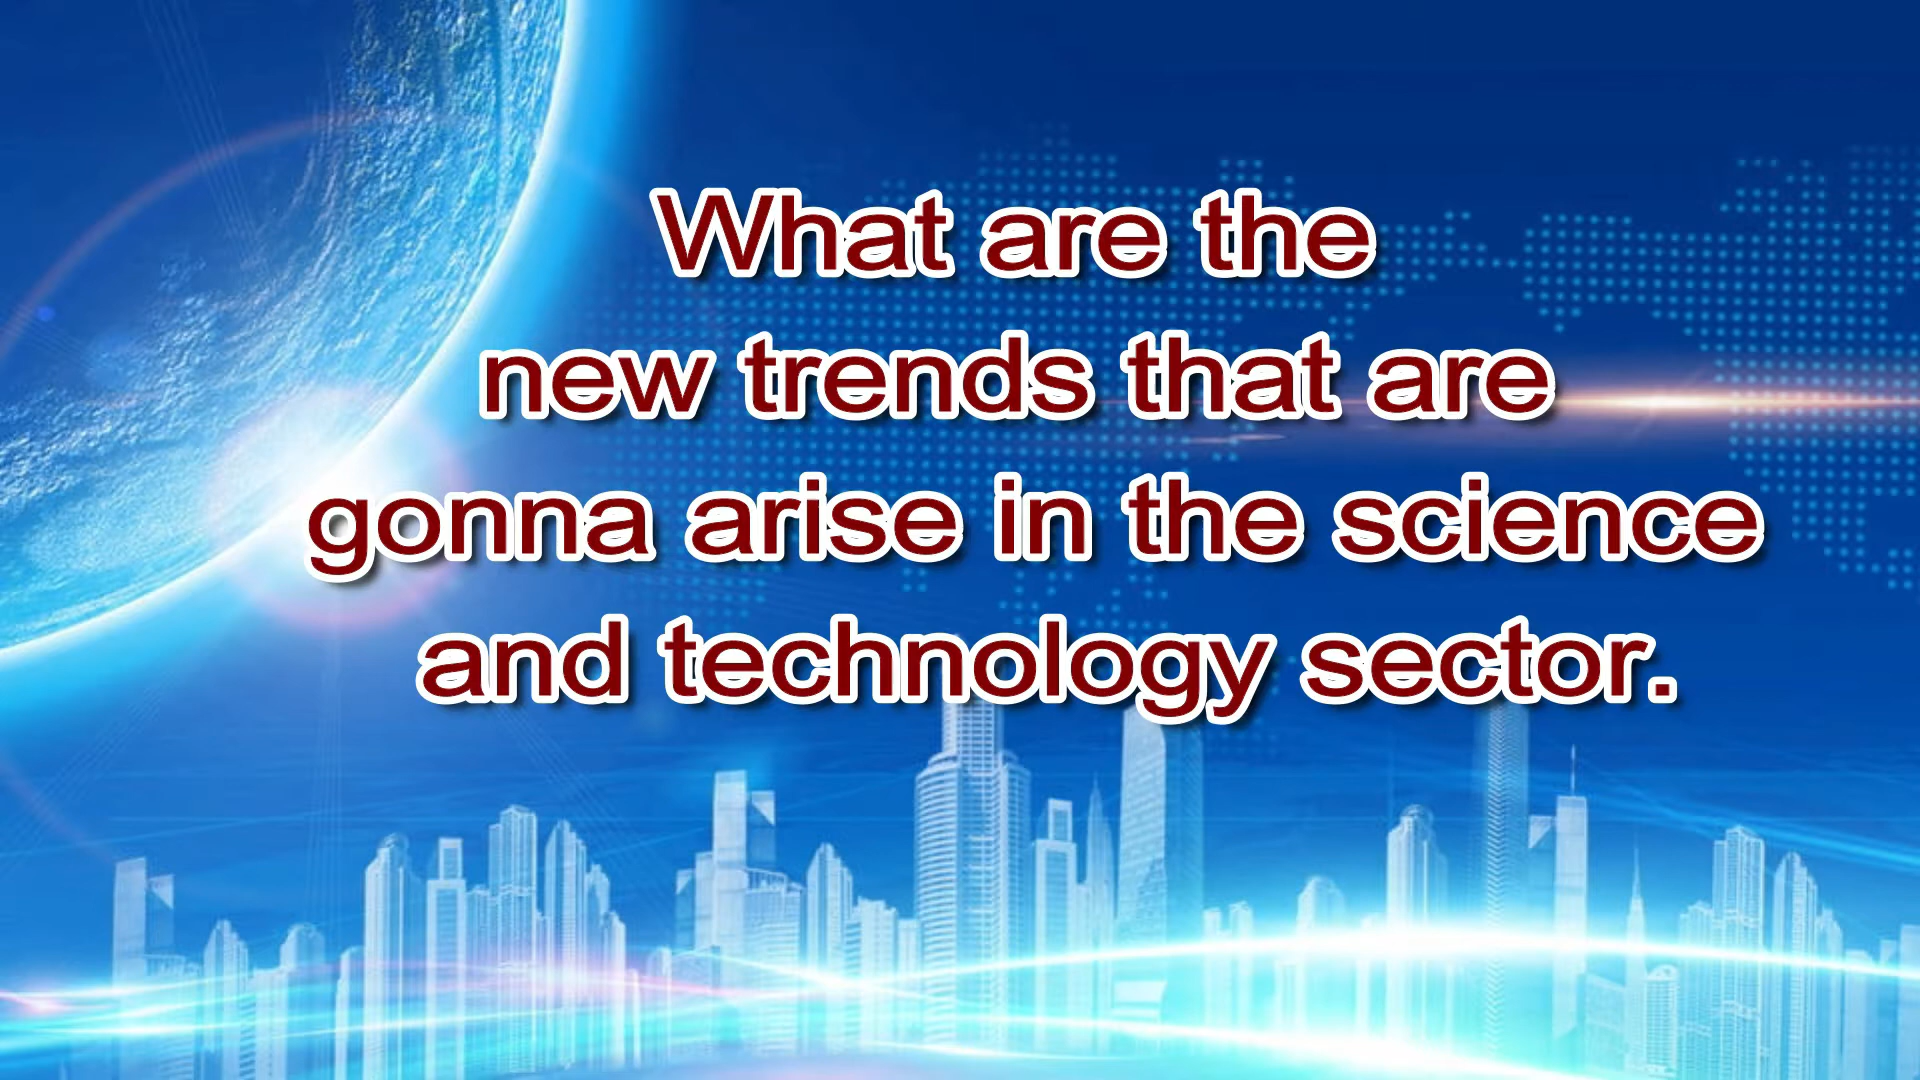 What are the
new trends that are
gonna arise in the science
and technology sector.